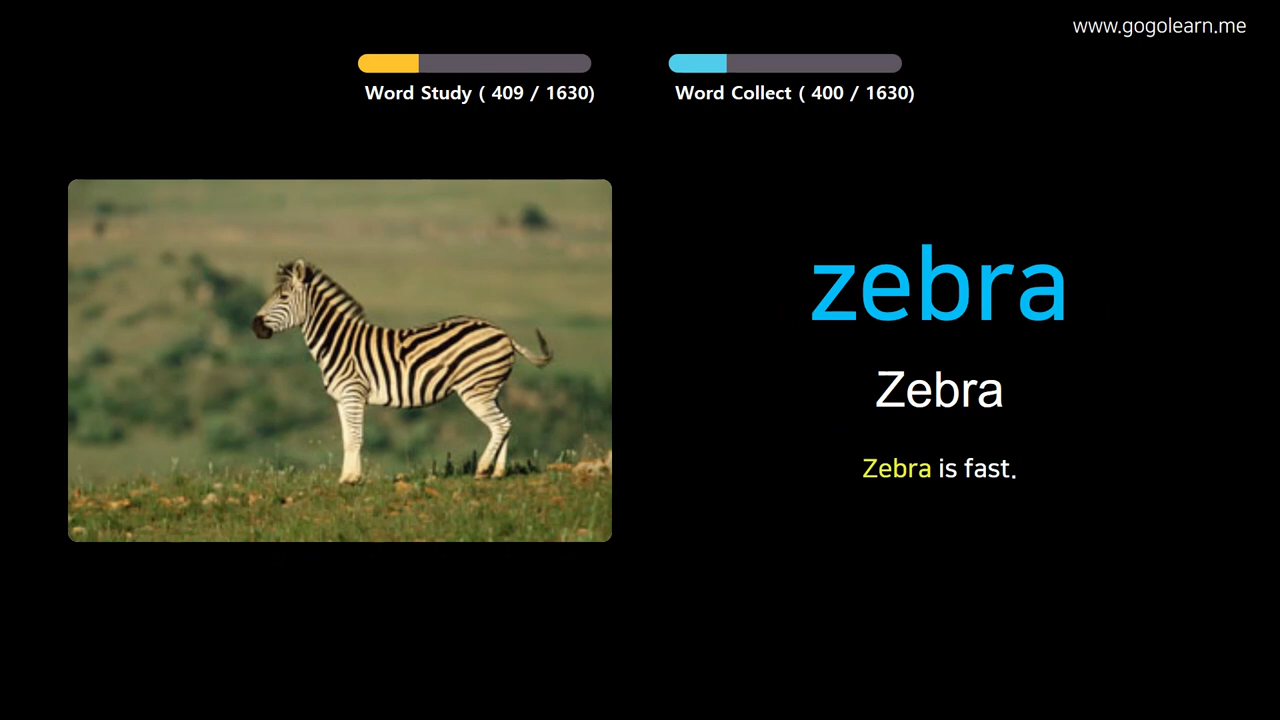 www.gogolearn.me
Word Study ( 409 / 1630)
Word Collect ( 400 / 1630)
zebra
Zebra
Zebra is fast.